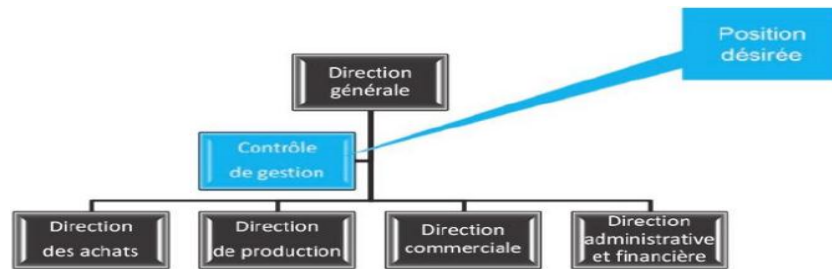 Position
désirée
Direction
générale
Contrôle
de gestion
Direction
des achats
Direction
de production
Direction
commerciale
Direction
administrative
et financière